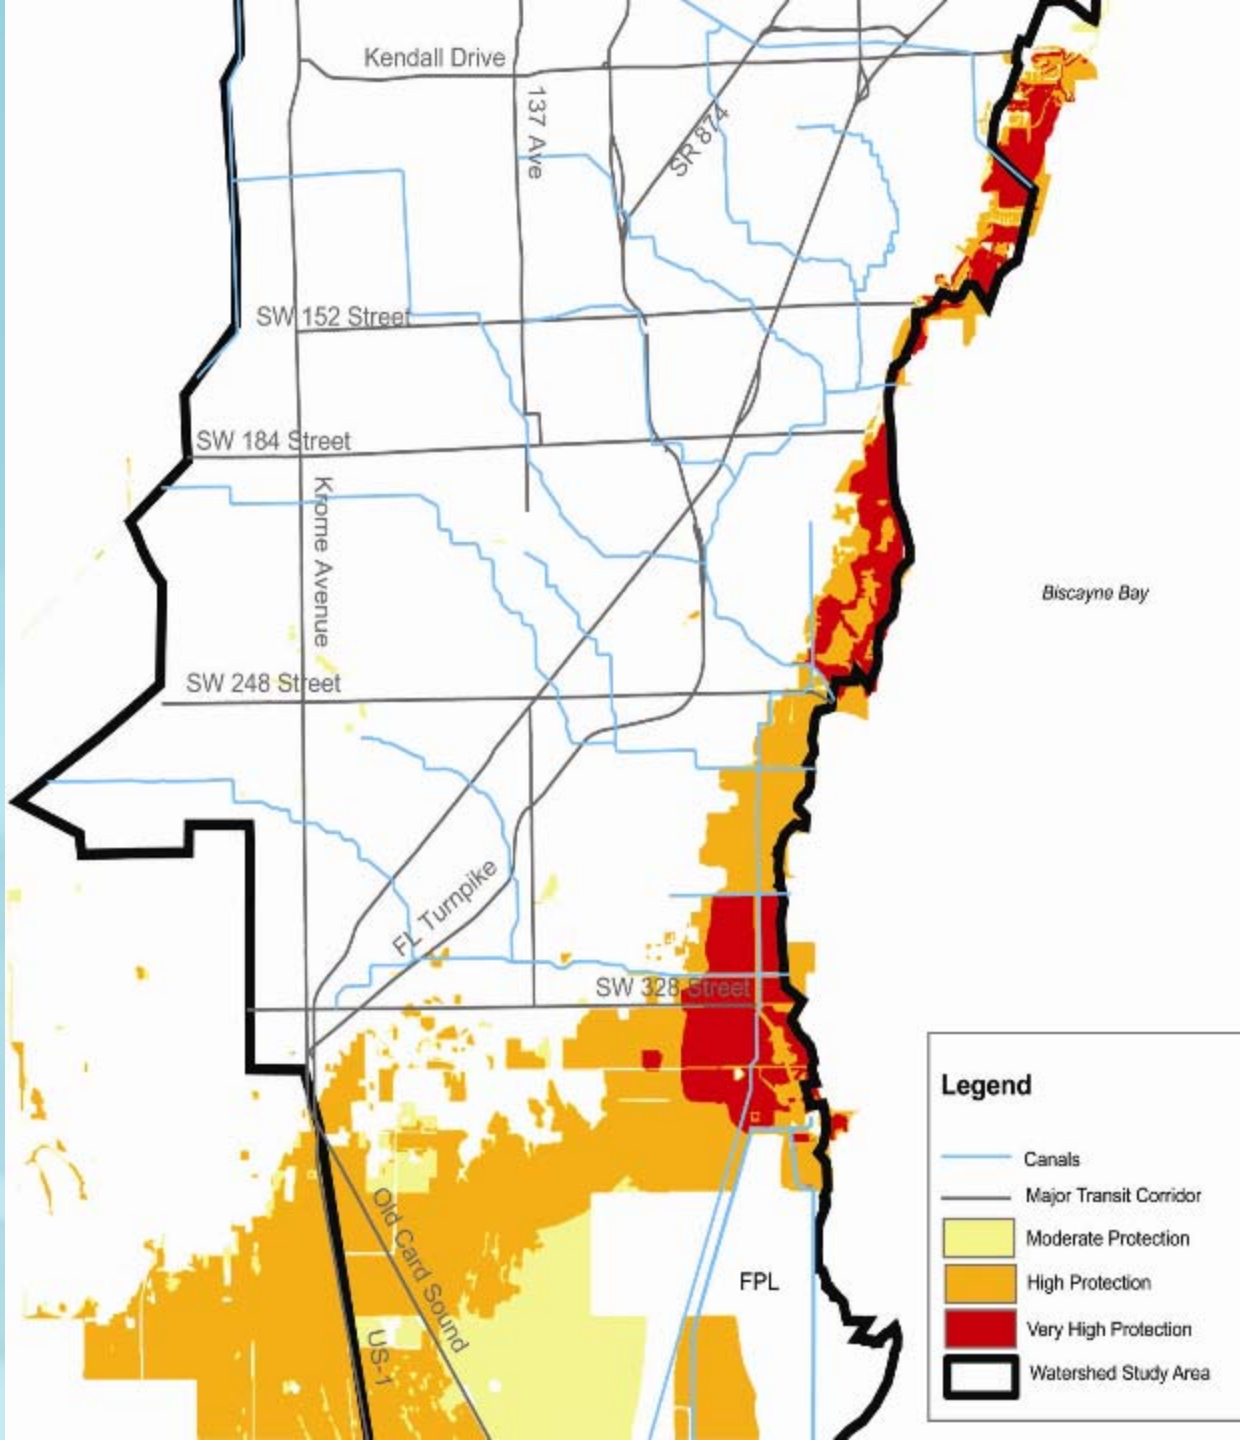 Kendall Drive
137 Ave
SR 874
SW 152 Street
SW 184 Street
Krome Avenue
Biscayne Bay
SW 248 Street
FL Turnpike
SW 328 Street
Old Card Sound
US-1
FPL
Legend
Canals
Major Transit Corridor
Moderate Protection
High Protection
Very High Protection
Watershed Study Area